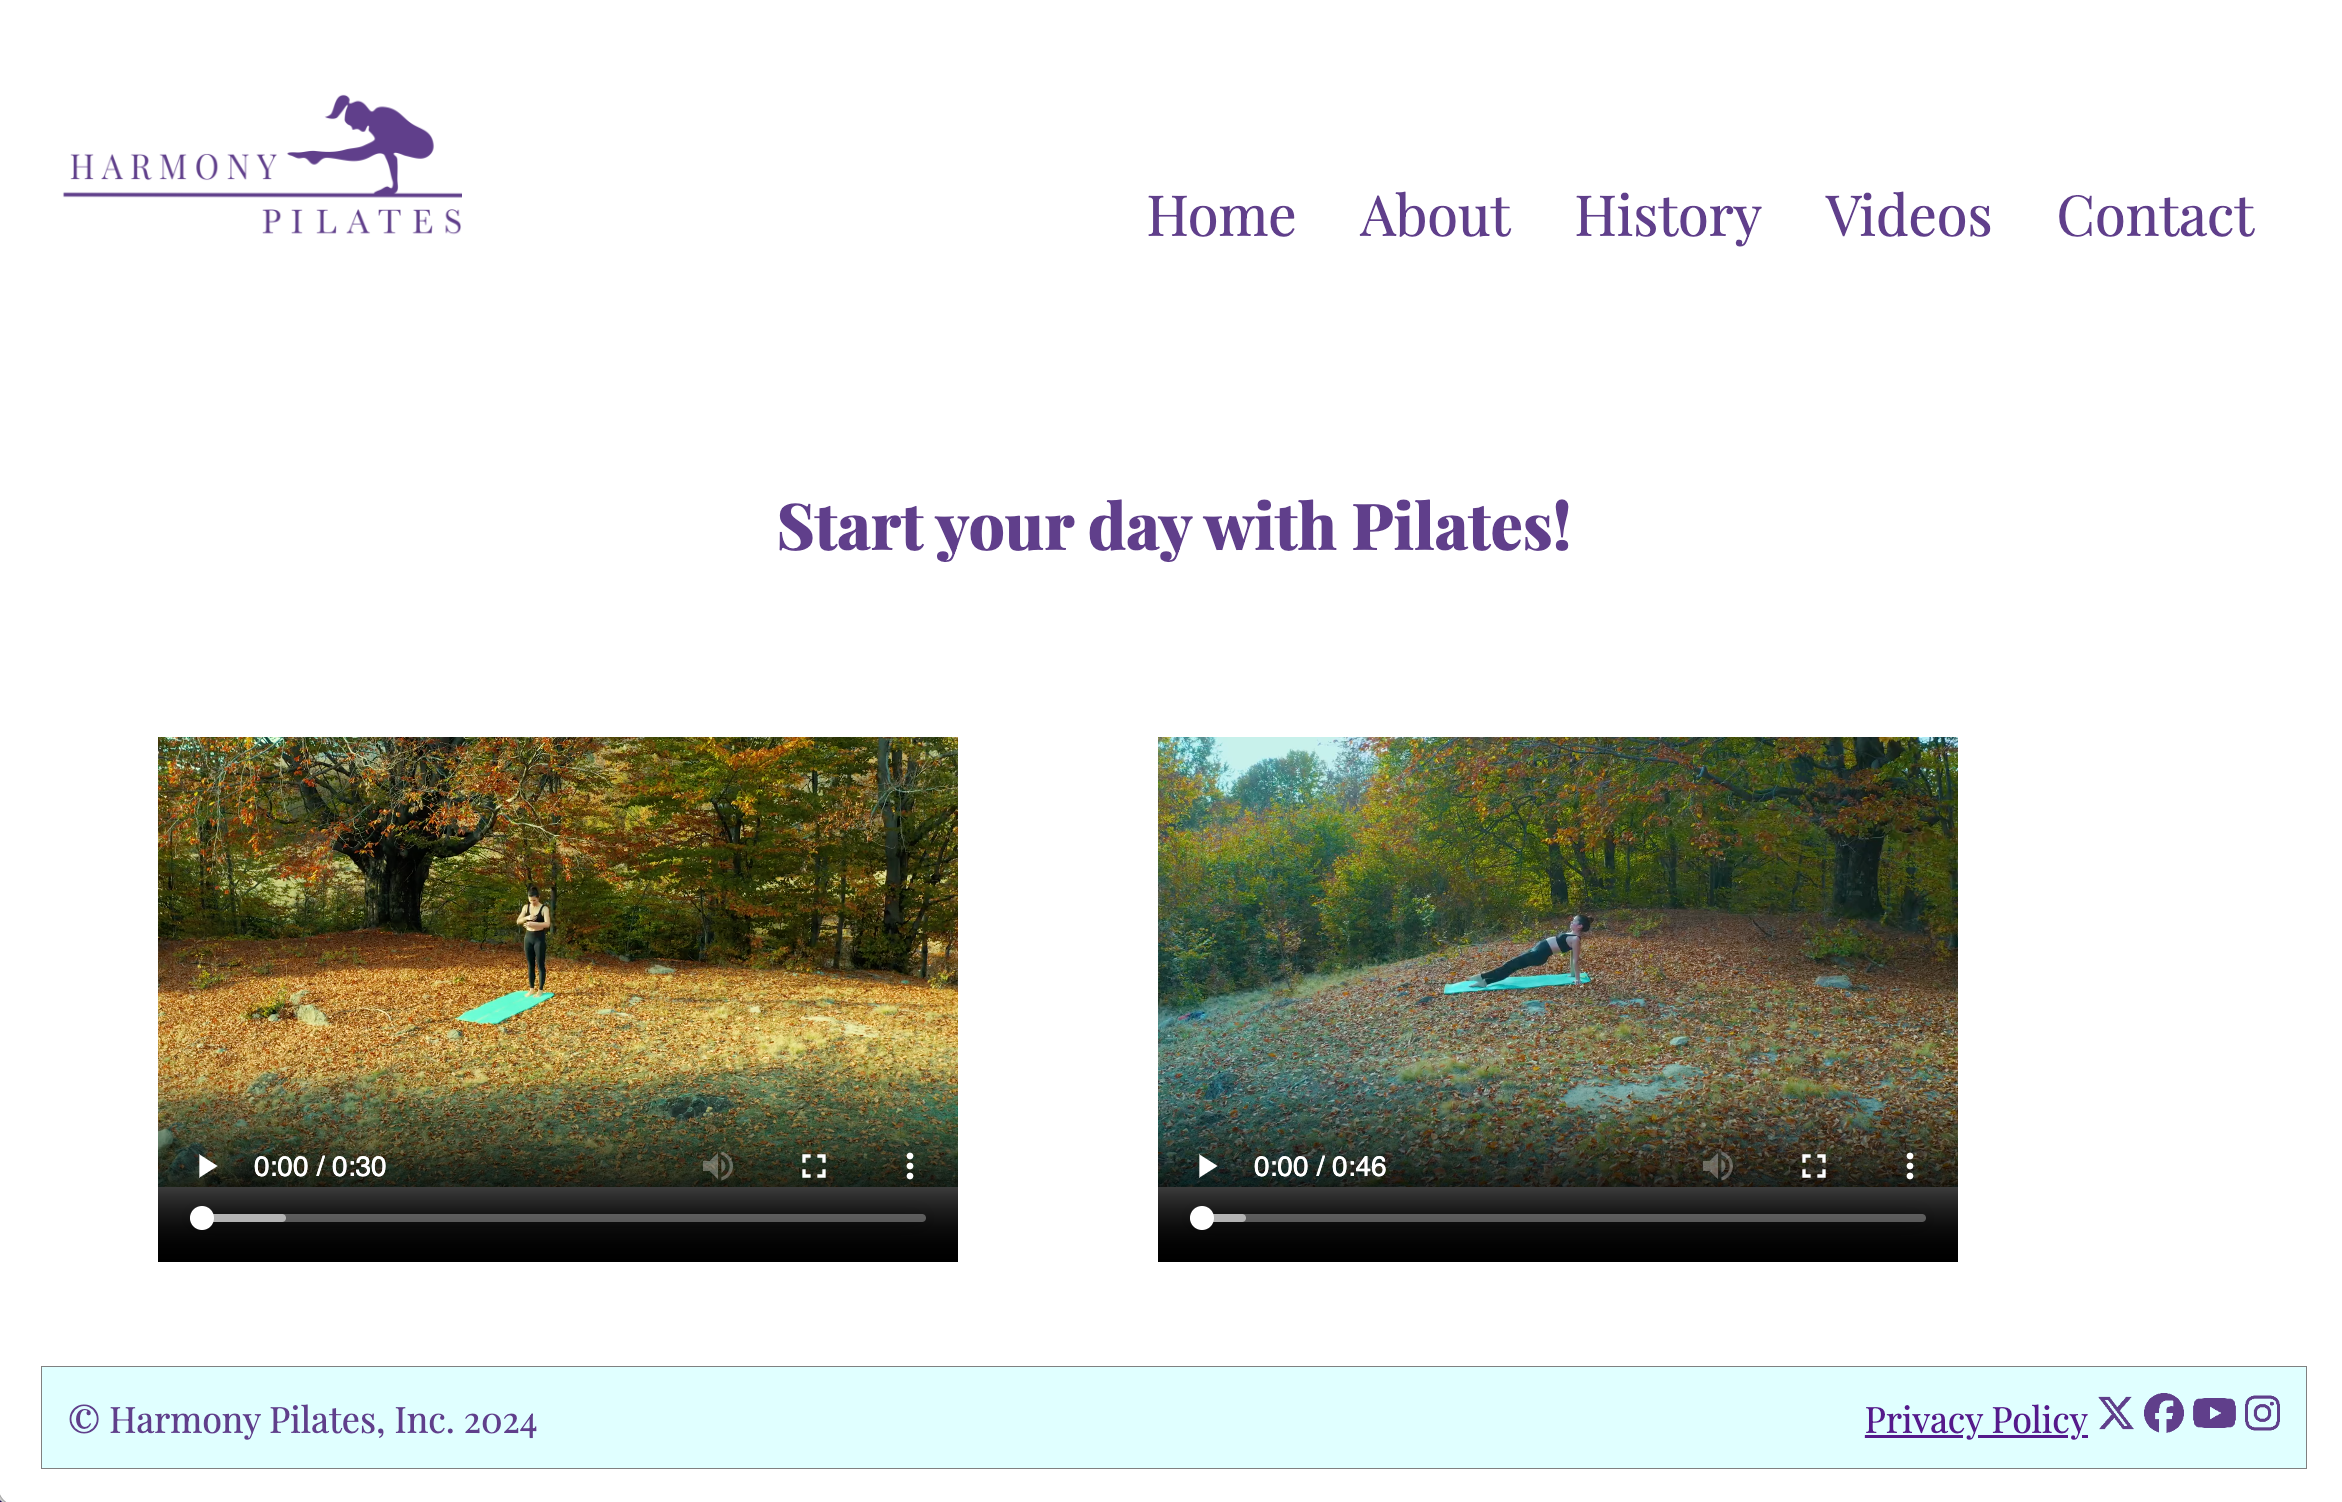 HARMONY
PILATES
Home About History Videos Contact
Start your day with Pilates!
0:00 / 0:30
0:00 / 0:46
© Harmony Pilates, Inc. 2024
Privacy Policy